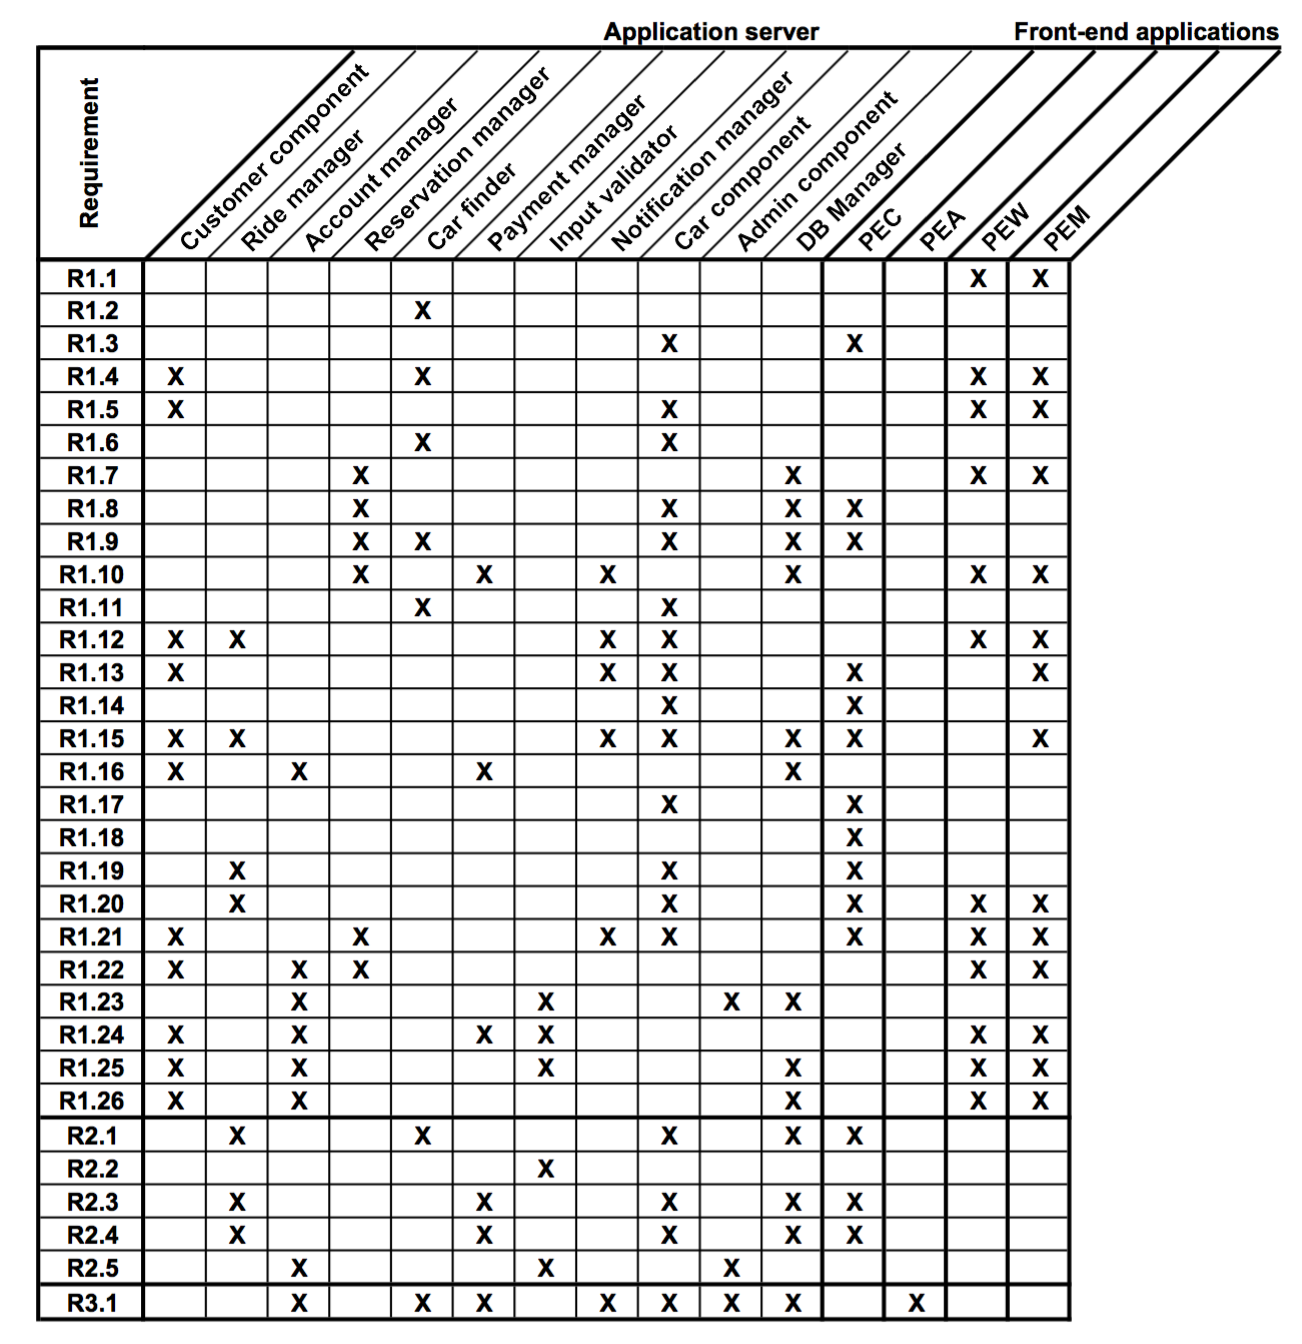 Application server Front-end applications
Requirement Customer component Ride manager Account manager Reservation manager Car finder Payment manager Input validator Notification manager Car component Admin component DB Manager PEC PEA PEW PEM
R1.1 X X
R1.2 X
R1.3 X X
R1.4 X X X X
R1.5 X X X X
R1.6 X X
R1.7 X X X X
R1.8 X X X X
R1.9 X X X X X
R1.10 X X X X X X
R1.11 X X
R1.12 X X X X X X
R1.13 X X X X X
R1.14 X X
R1.15 X X X X X X X
R1.16 X X X X
R1.17 X X
R1.18 X
R1.19 X X X
R1.20 X X X X X
R1.21 X X X X X X X
R1.22 X X X X X
R1.23 X X X X
R1.24 X X X X X X
R1.25 X X X X X X
R1.26 X X X X X
R2.1 X X X X X
R2.2 X
R2.3 X X X X X
R2.4 X X X X X
R2.5 X X X
R3.1 X X X X X X X X